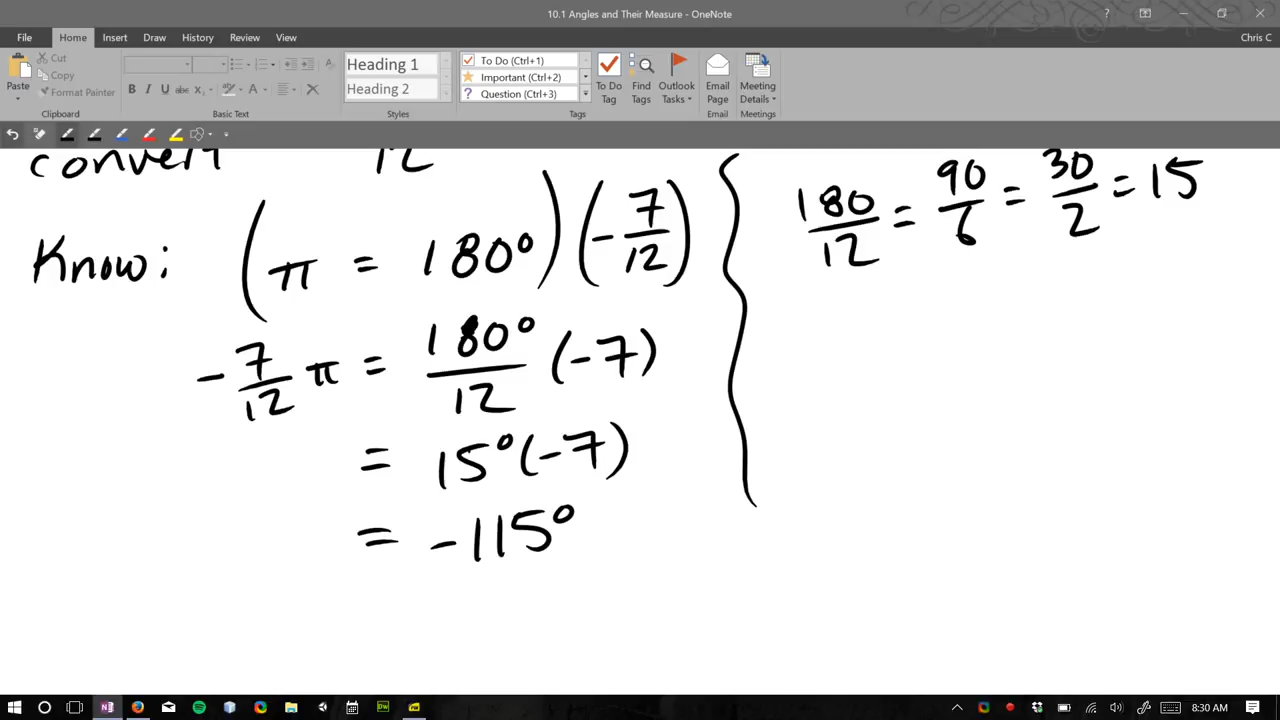 10.1 Angles and Their Measure - OneNote
?
File Home Insert Draw History Review View
Chris C
Paste
Cut
Copy
Format Painter
Clipboard
B I U abc x₂ A
Basic Text
Heading 1
Heading 2
Styles
To Do (Ctrl+1)
Important (Ctrl+2)
? Question (Ctrl+3)
To Do Tag
Find Tags
Outlook Tasks
Tags
Email Page
Email
Meeting Details
Meetings
convert 12
Know: (π = 180°)(-7/12)
-7/12 π = 180°/12 (-7)
= 15°(-7)
= -115°
180/12 = 90/6 = 30/2 = 15
8:30 AM